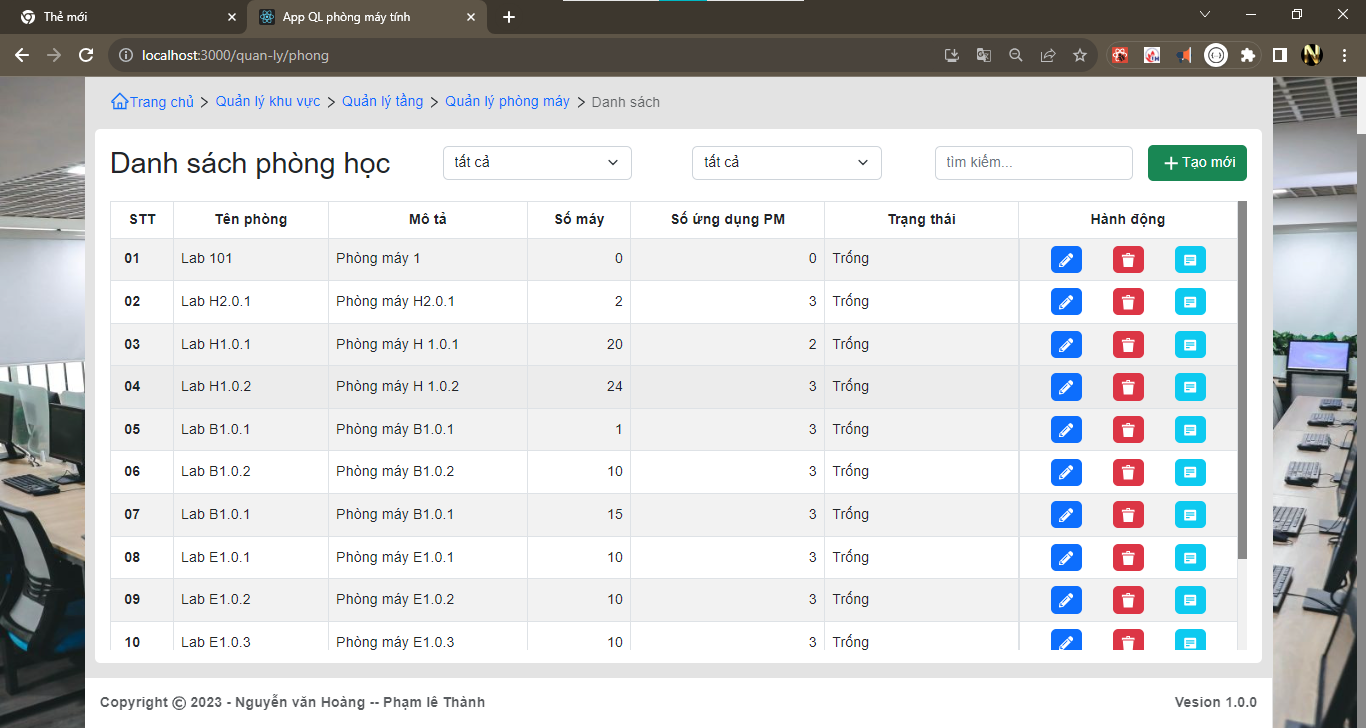 Thẻ mới
App QL phòng máy tính
localhost:3000/quan-ly/phong
Trang chủ > Quản lý khu vực > Quản lý tầng > Quản lý phòng máy > Danh sách
Danh sách phòng học tất cả tất cả tìm kiếm... + Tạo mới
STT Tên phòng Mô tả Số máy Số ứng dụng PM Trạng thái Hành động
01 Lab 101 Phòng máy 1 0 0 Trống
02 Lab H2.0.1 Phòng máy H2.0.1 2 3 Trống
03 Lab H1.0.1 Phòng máy H 1.0.1 20 2 Trống
04 Lab H1.0.2 Phòng máy H 1.0.2 24 3 Trống
05 Lab B1.0.1 Phòng máy B1.0.1 1 3 Trống
06 Lab B1.0.2 Phòng máy B1.0.2 10 3 Trống
07 Lab B1.0.1 Phòng máy B1.0.1 15 3 Trống
08 Lab E1.0.1 Phòng máy E1.0.1 10 3 Trống
09 Lab E1.0.2 Phòng máy E1.0.2 10 3 Trống
10 Lab E1.0.3 Phòng máy E1.0.3 10 3 Trống
Copyright © 2023 - Nguyễn văn Hoàng -- Phạm lê Thành Vesion 1.0.0